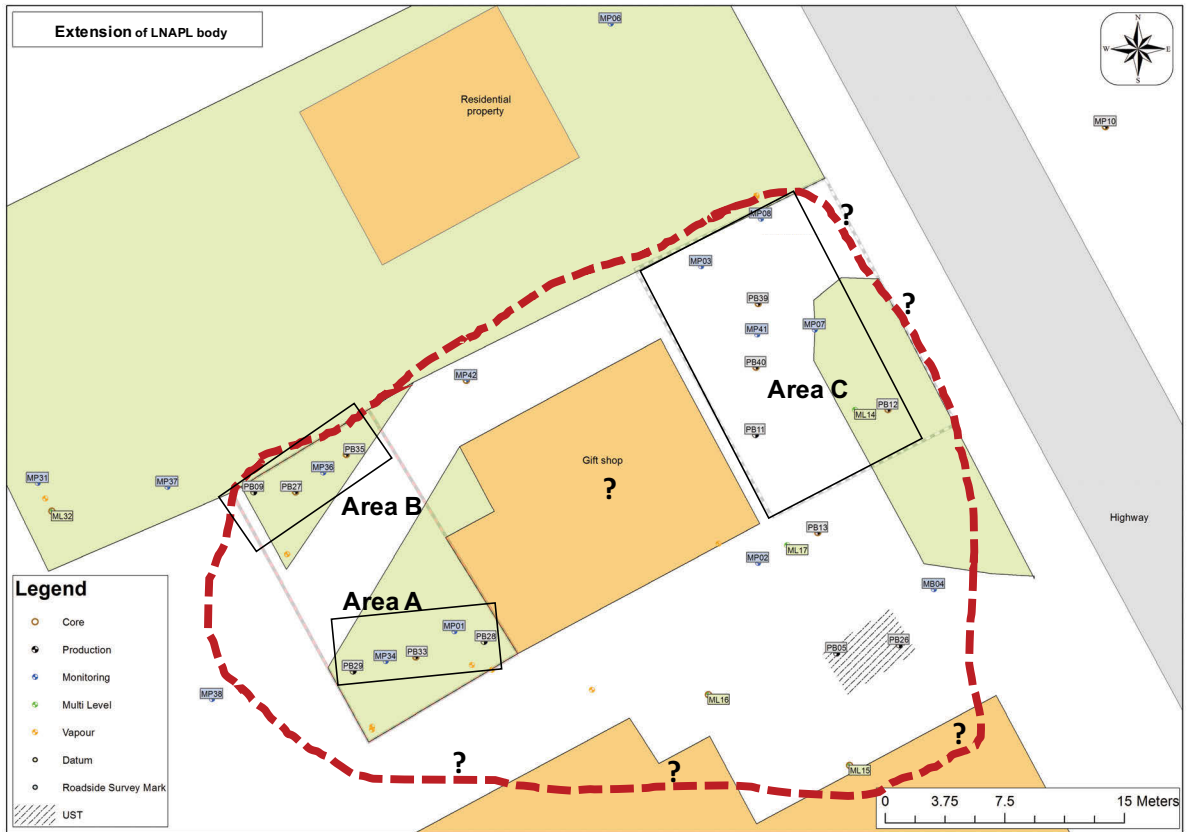 Extension of LNAPL body
MP06
N
W E
S
Residential
property
MP10
MP08
?
MP03
?
PB39
MP41
MP07
PB40
MP42
Area C
ML14
PB12
PB11
PB35
MP36
Gift shop
?
MP31
MP37
PB09
PB27
Area B
ML32
Highway
PB13
ML17
MP02
MB04
Legend
Core
Production
Monitoring
Multi Level
Vapour
Datum
Roadside Survey Mark
UST
Area A
MP01
PB28
PB33
MP34
PB29
PB05
PB26
MP38
ML16
?
?
?
ML15
0 3.75 7.5 15 Meters